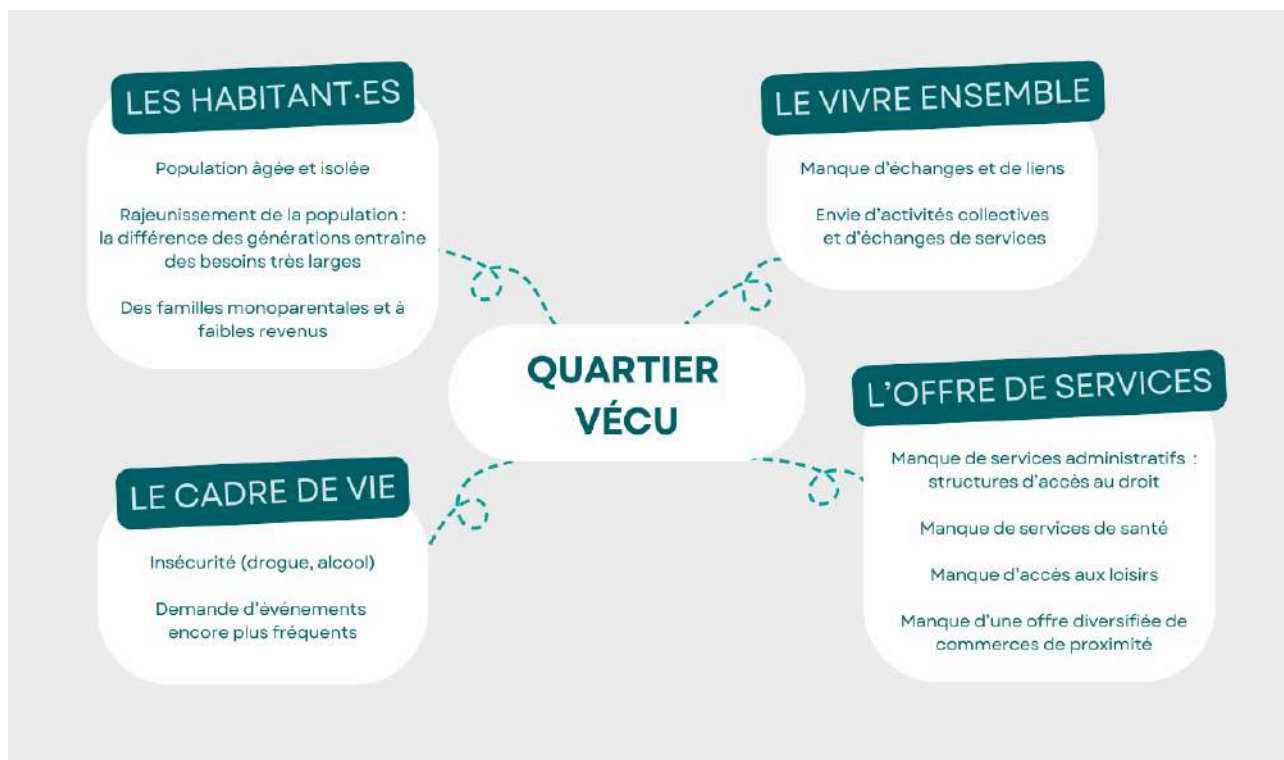 LES HABITANT·ES
Population âgée et isolée
Rajeunissement de la population :
la différence des générations entraîne
des besoins très larges
Des familles monoparentales et à
faibles revenus
LE VIVRE ENSEMBLE
Manque d'échanges et de liens
Envie d'activités collectives
et d'échanges de services
QUARTIER
VÉCU
LE CADRE DE VIE
Insécurité (drogue, alcool)
Demande d'événements
encore plus fréquents
L'OFFRE DE SERVICES
Manque de services administratifs :
structures d'accès au droit
Manque de services de santé
Manque d'accès aux loisirs
Manque d'une offre diversifiée de
commerces de proximité